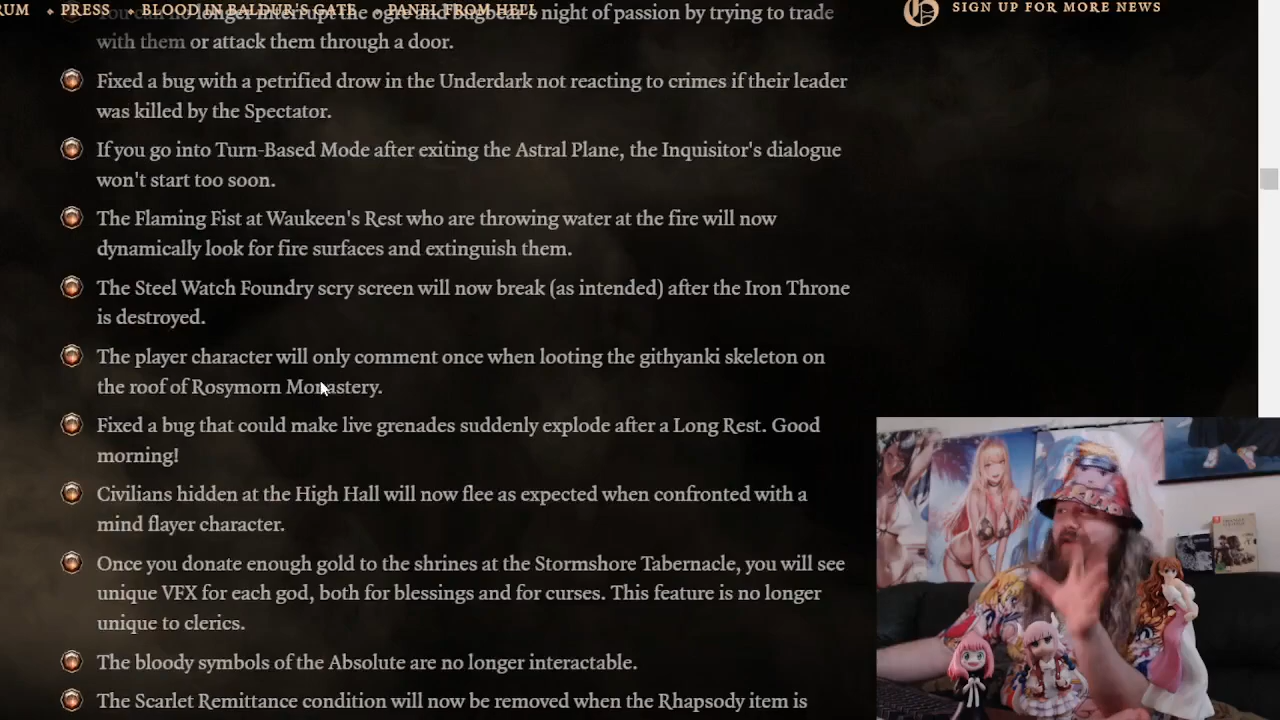 RUM PRESS BLOOD IN BALDUR'S GATE PANEL FROM HELL SIGN UP FOR MORE NEWS
You can no longer interrupt the ogre and bugbear's night of passion by trying to trade
with them or attack them through a door.
Fixed a bug with a petrified drow in the Underdark not reacting to crimes if their leader
was killed by the Spectator.
If you go into Turn-Based Mode after exiting the Astral Plane, the Inquisitor's dialogue
won't start too soon.
The Flaming Fist at Waukeen's Rest who are throwing water at the fire will now
dynamically look for fire surfaces and extinguish them.
The Steel Watch Foundry scry screen will now break (as intended) after the Iron Throne
is destroyed.
The player character will only comment once when looting the githyanki skeleton on
the roof of Rosymorn Monastery.
Fixed a bug that could make live grenades suddenly explode after a Long Rest. Good
morning!
Civilians hidden at the High Hall will now flee as expected when confronted with a
mind flayer character.
Once you donate enough gold to the shrines at the Stormshore Tabernacle, you will see
unique VFX for each god, both for blessings and for curses. This feature is no longer
unique to clerics.
The bloody symbols of the Absolute are no longer interactable.
The Scarlet Remittance condition will now be removed when the Rhapsody item is